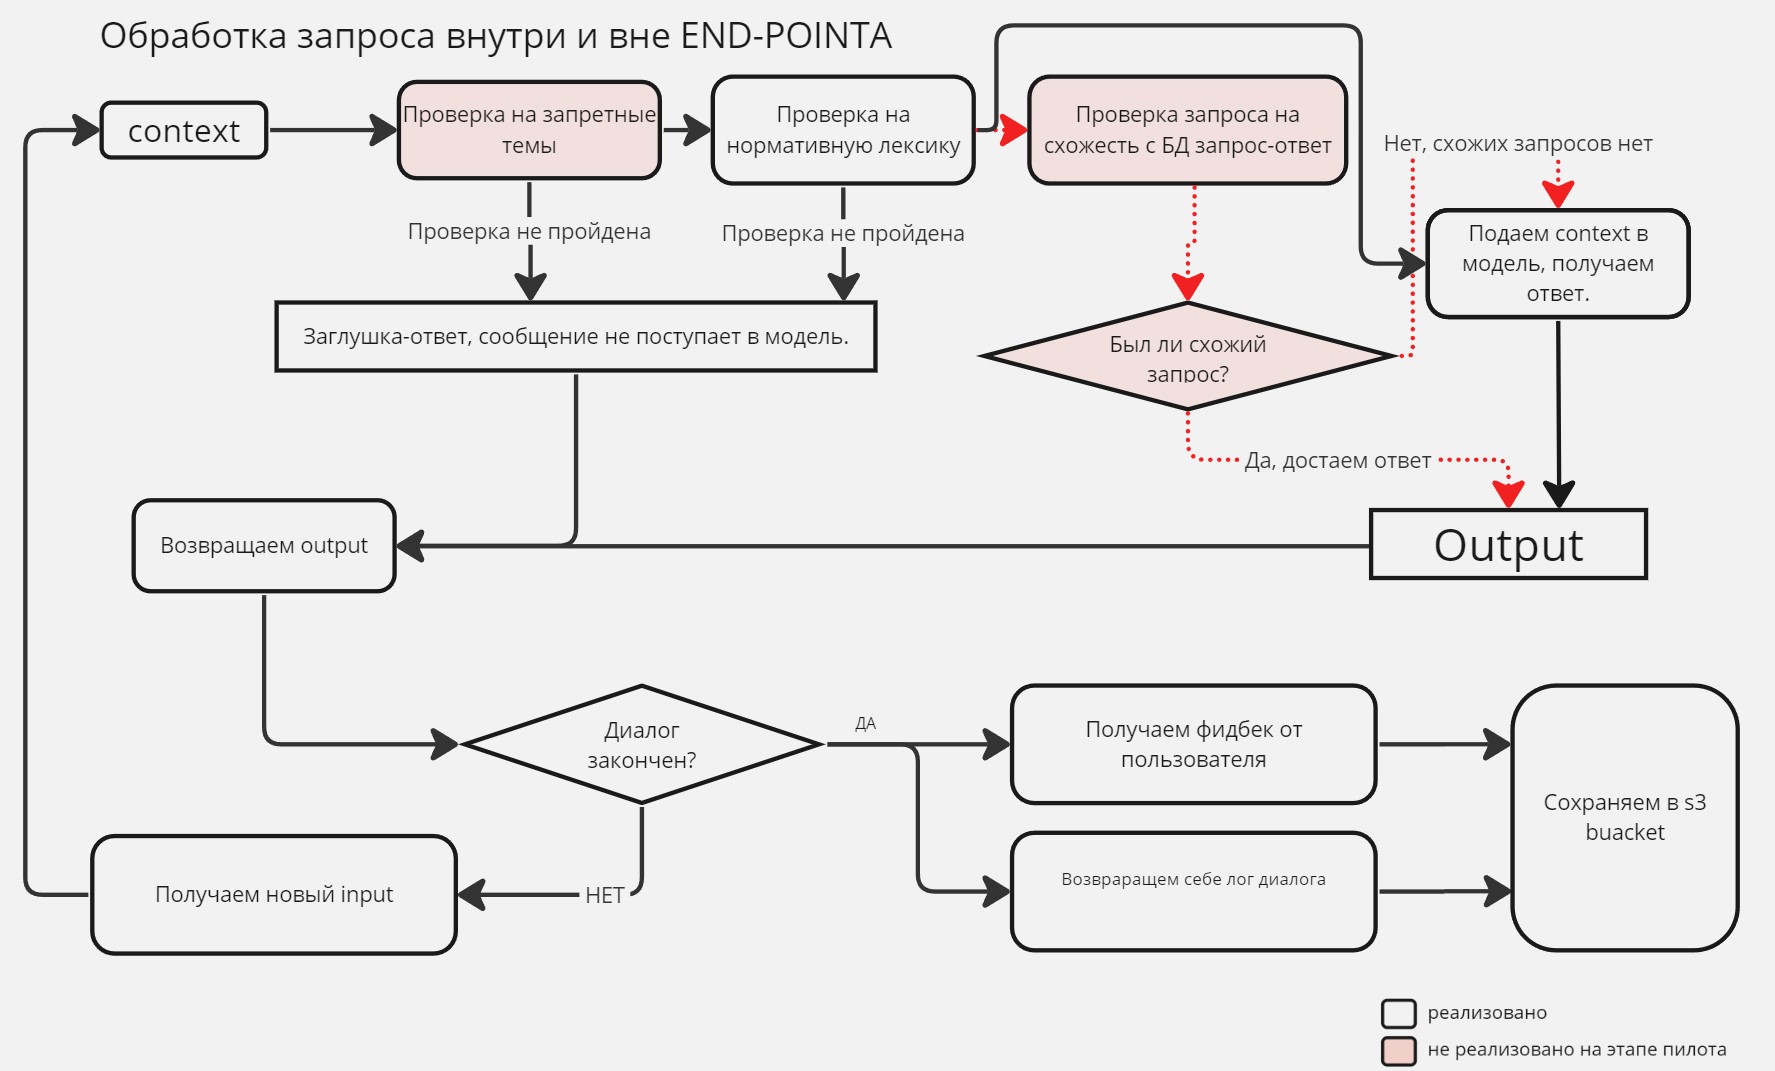 Обработка запроса внутри и вне END-POINTA
context
Проверка на запретные
темы
Проверка на
нормативную лексику
Проверка запроса на
схожесть с БД запрос-ответ
Нет, схожих запросов нет
Проверка не пройдена
Проверка не пройдена
Подаем context в
модель, получаем
ответ.
Заглушка-ответ, сообщение не поступает в модель.
Был ли схожий
запрос?
Да, достаем ответ
Возвращаем output
Output
Диалог
закончен?
ДА
Получаем фидбек от
пользователя
Сохраняем в s3
buacket
Получаем новый input
НЕТ
Возвраращем себе лог диалога
реализовано
не реализовано на этапе пилота